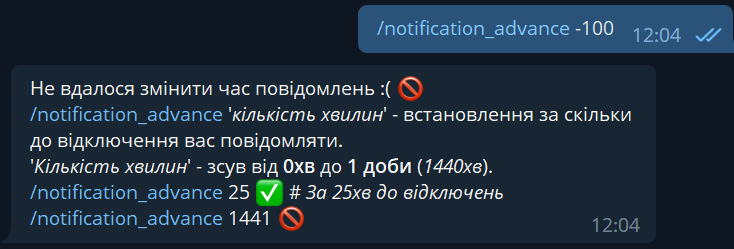 /notification_advance -100 12:04
Не вдалося змінити час повідомлень :( 🚫
/notification_advance 'кількість хвилин' - встановлення за скільки
до відключення вас повідомляти.
'Кількість хвилин' - зсув від 0хв до 1 доби (1440хв).
/notification_advance 25 ✅ # За 25хв до відключень
/notification_advance 1441 🚫 12:04